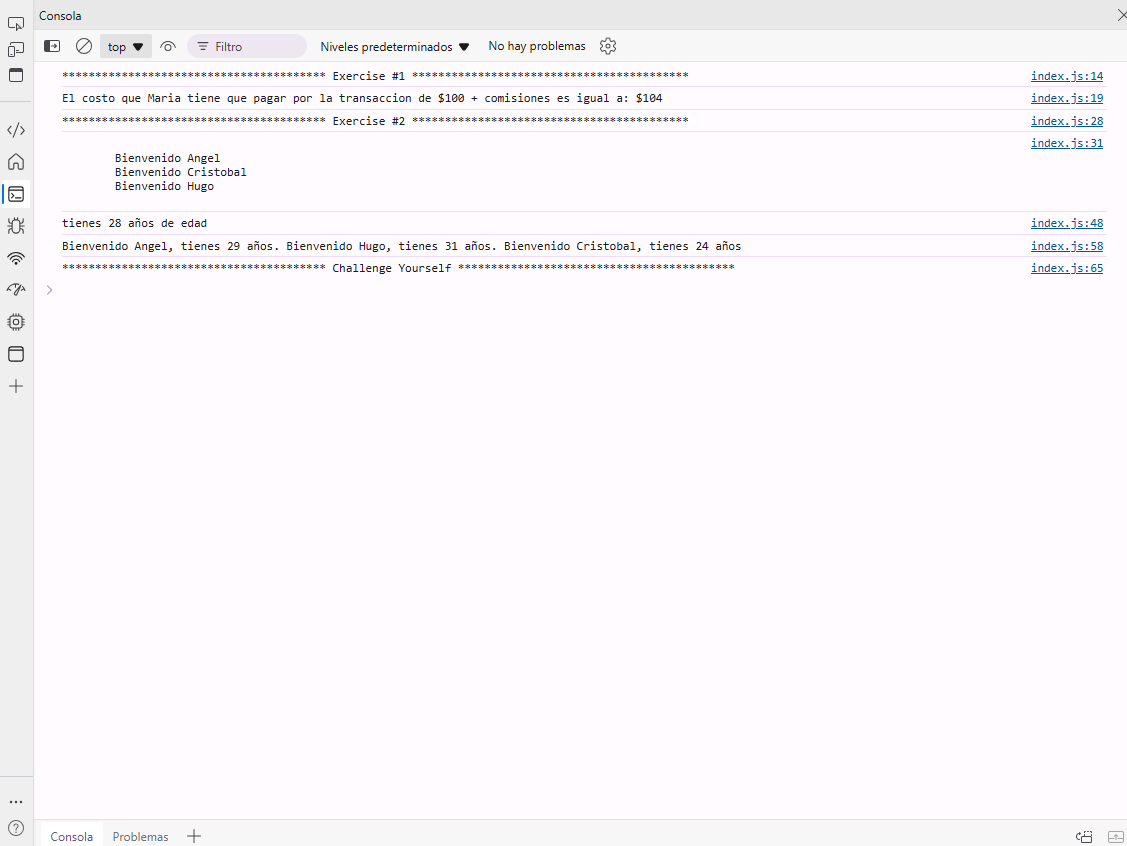 Consola
top
Filtro
Niveles predeterminados
No hay problemas
**************************************** Exercise #1 ****************************************** index.js:14
El costo que Maria tiene que pagar por la transaccion de $100 + comisiones es igual a: $104 index.js:19
**************************************** Exercise #2 ****************************************** index.js:28
index.js:31
Bienvenido Angel
Bienvenido Cristobal
Bienvenido Hugo
tienes 28 años de edad index.js:48
Bienvenido Angel, tienes 29 años. Bienvenido Hugo, tienes 31 años. Bienvenido Cristobal, tienes 24 años index.js:58
**************************************** Challenge Yourself ****************************************** index.js:65
Consola
Problemas